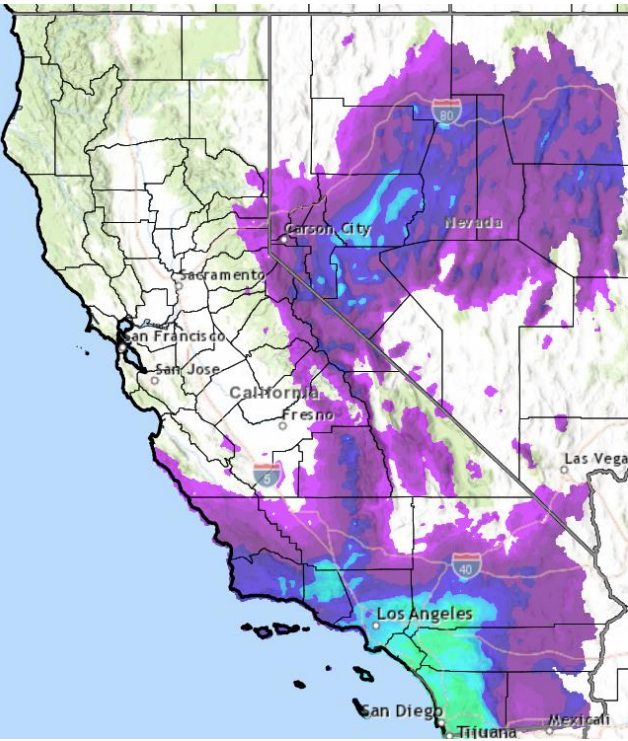 80
Nevada
Carson City
Sacramento
San Francisco
San Jose
California
Fresno
5
Las Vega
40
Los Angeles
San Diego
Tijuana
Mexicali